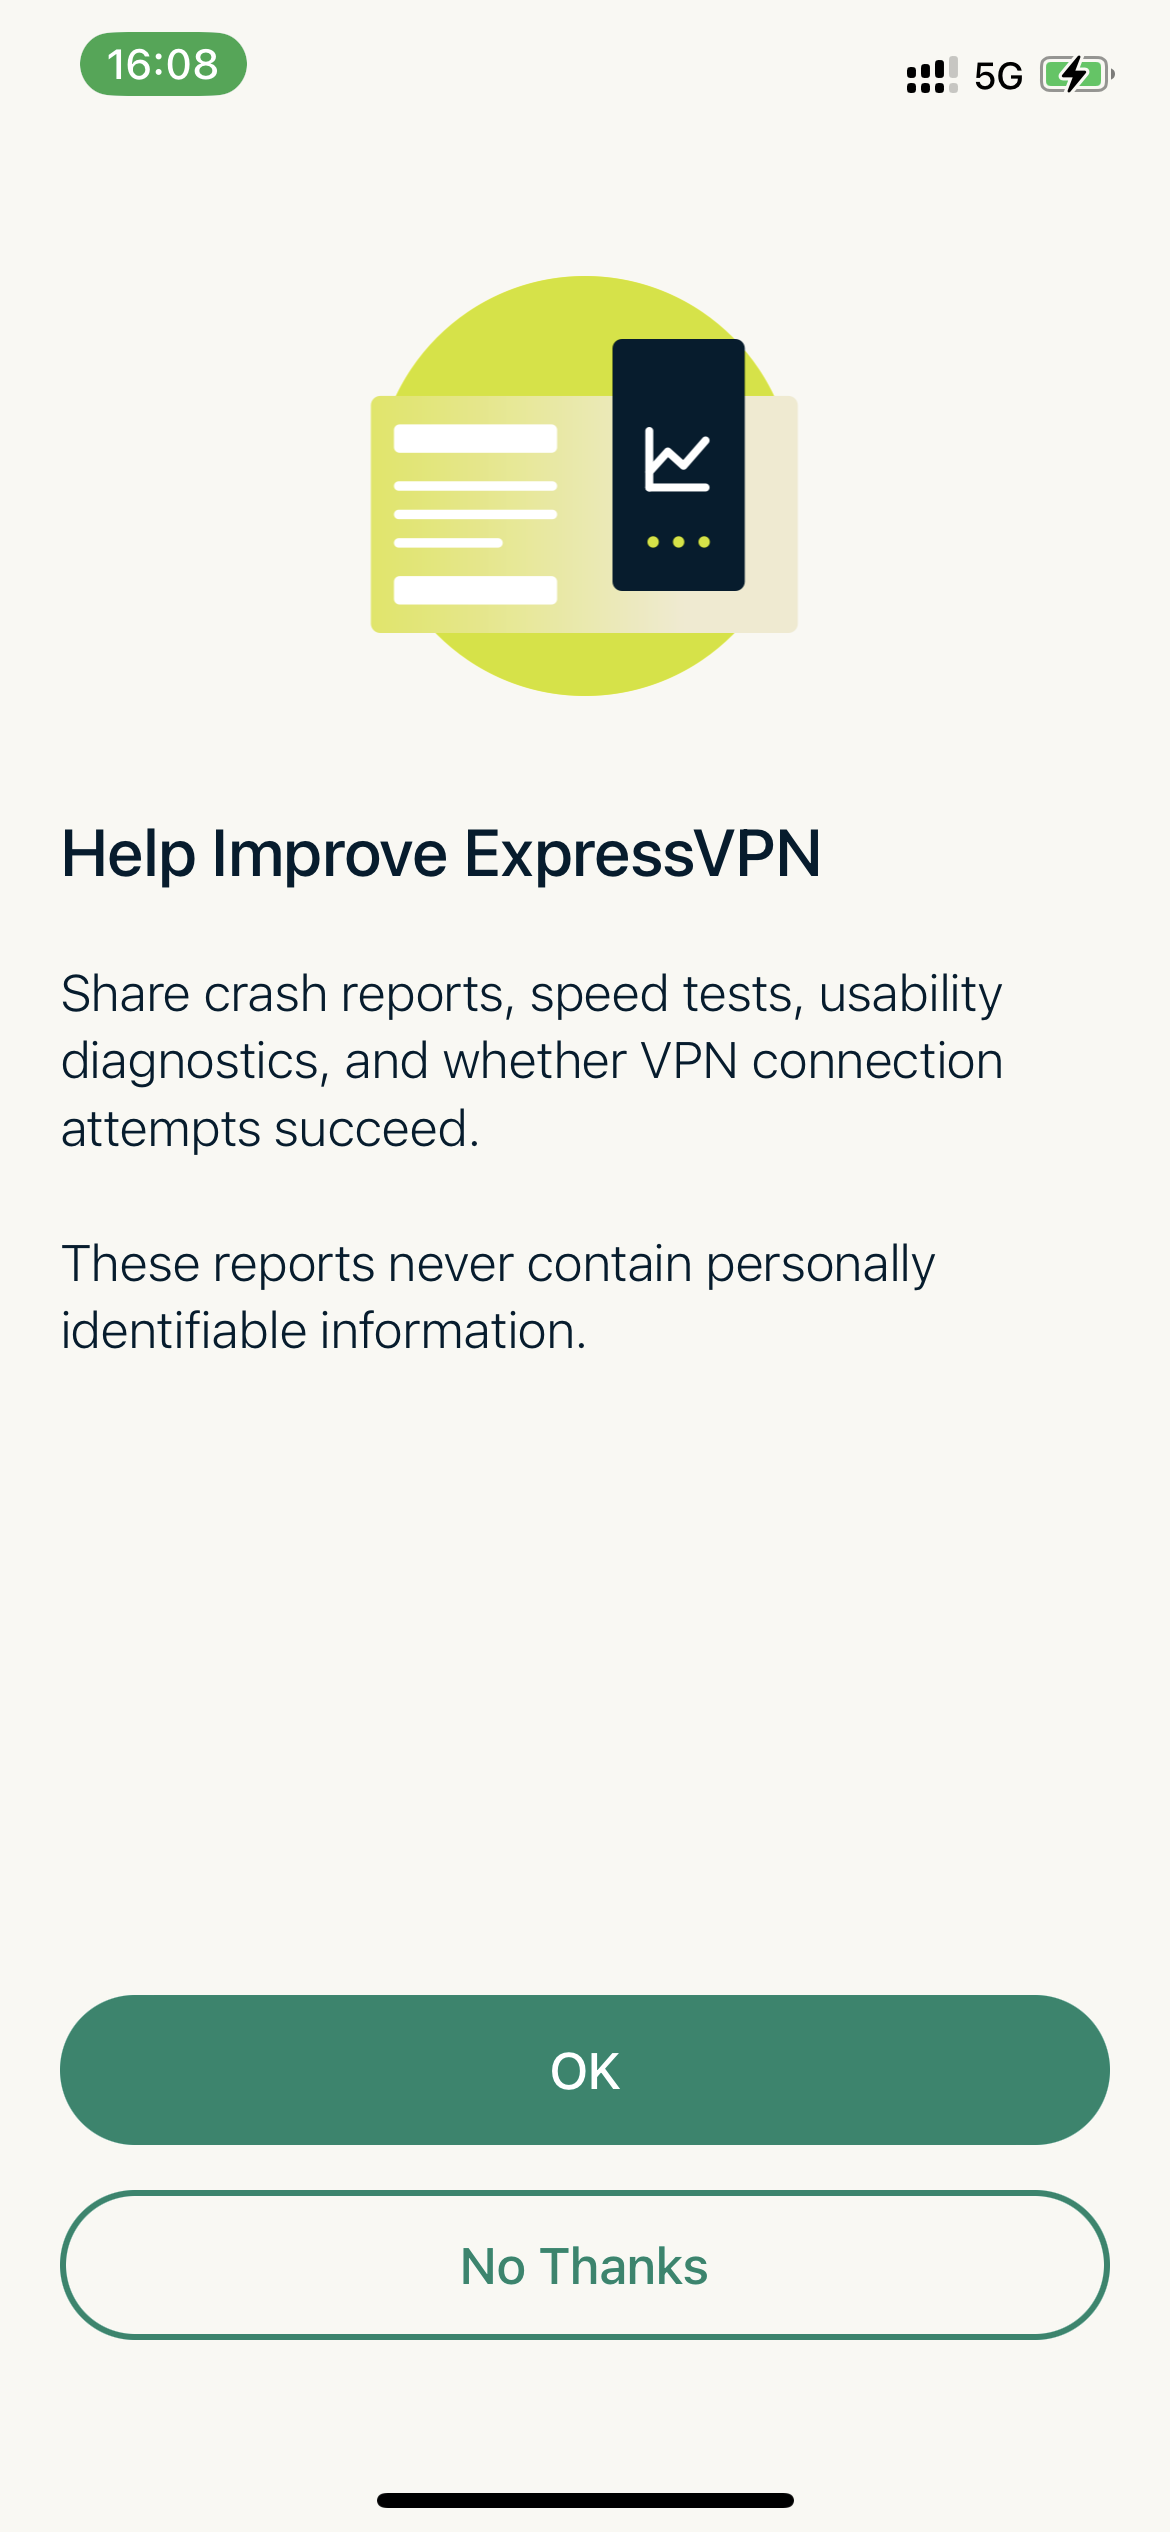 16:08
5G
Help Improve ExpressVPN
Share crash reports, speed tests, usability
diagnostics, and whether VPN connection
attempts succeed.
These reports never contain personally
identifiable information.
OK
No Thanks